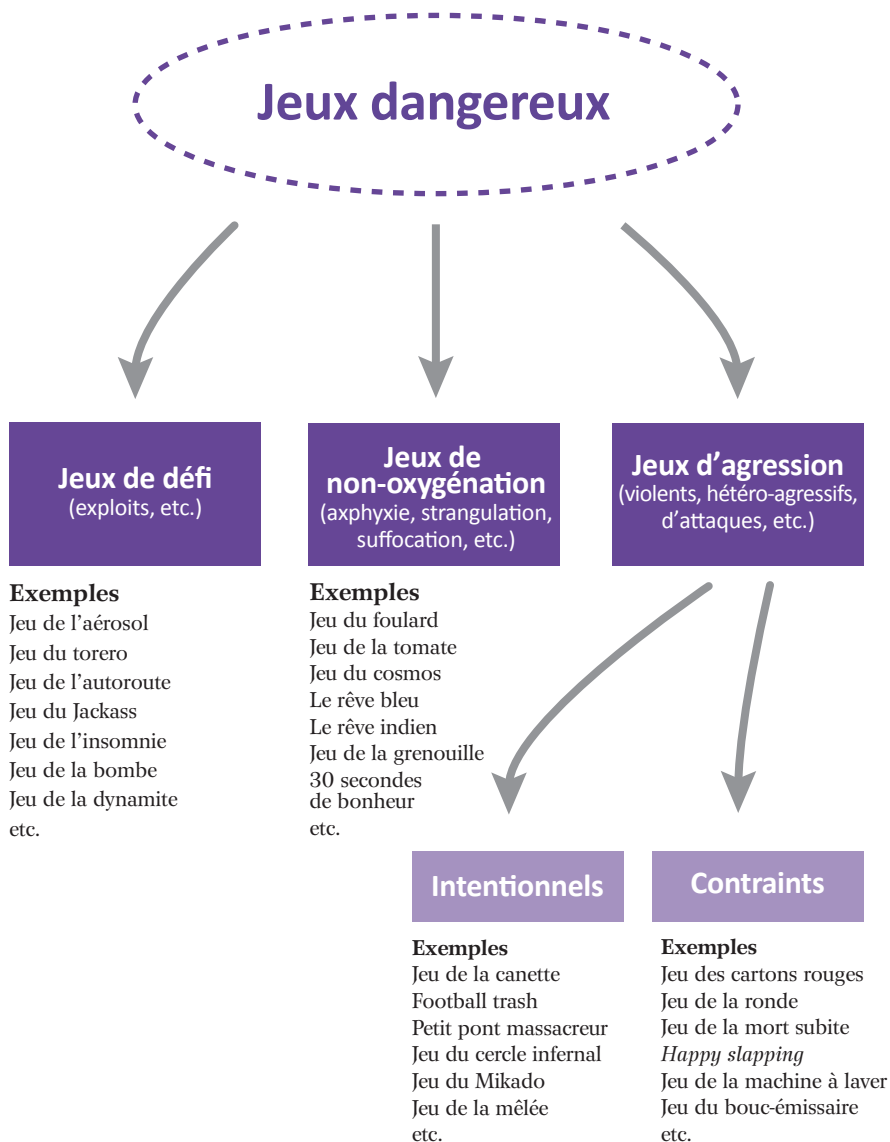 Jeux dangereux
Jeux de défi
(exploits, etc.)
Exemples
Jeu de l’aérosol
Jeu du torero
Jeu de l’autoroute
Jeu du Jackass
Jeu de l’insomnie
Jeu de la bombe
Jeu de la dynamite
etc.
Jeux de
non-oxygénation
(axphyxie, strangulation,
suffocation, etc.)
Exemples
Jeu du foulard
Jeu de la tomate
Jeu du cosmos
Le rêve bleu
Le rêve indien
Jeu de la grenouille
30 secondes
de bonheur
etc.
Jeux d’agression
(violents, hétéro-agressifs,
d’attaques, etc.)
Intentionnels
Exemples
Jeu de la canette
Football trash
Petit pont massacreur
Jeu du cercle infernal
Jeu du Mikado
Jeu de la mêlée
etc.
Contraints
Exemples
Jeu des cartons rouges
Jeu de la ronde
Jeu de la mort subite
Happy slapping
Jeu de la machine à laver
Jeu du bouc-émissaire
etc.